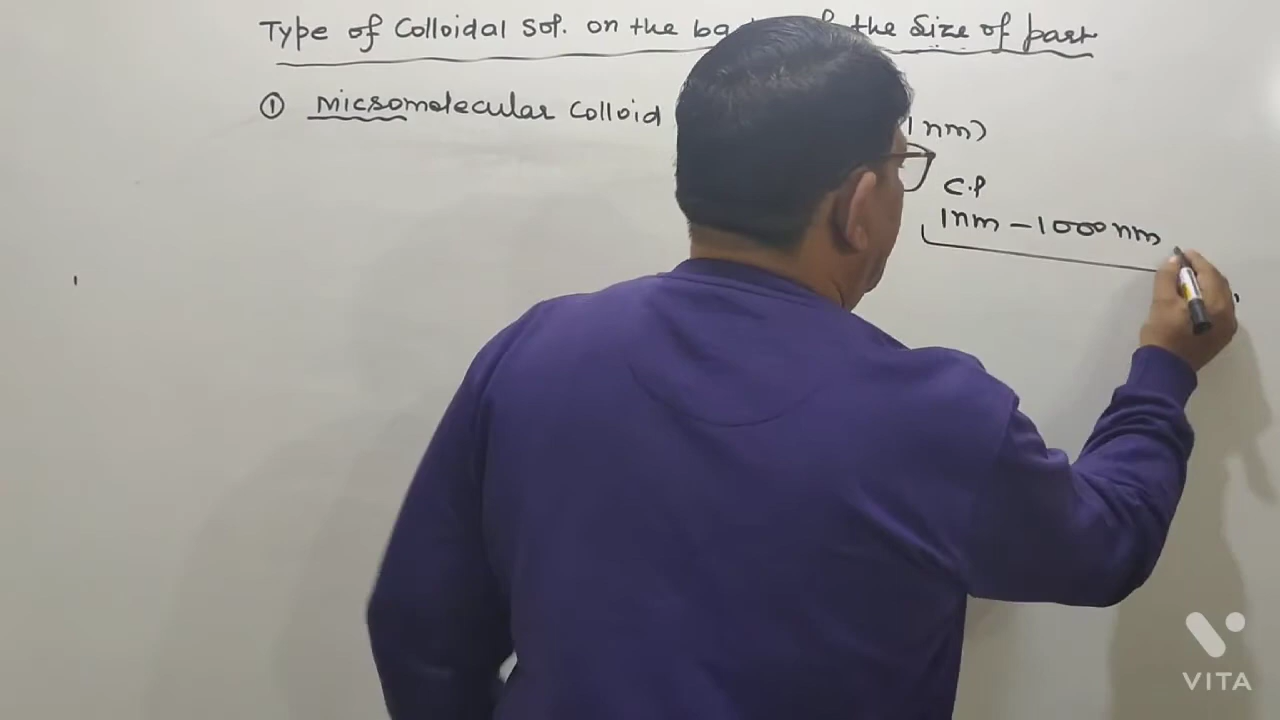 Type of Colloidal Sol. on the ba the Size of part
① Micromolecular Colloid 1 nm)
C.P
1nm - 1000nm
VITA